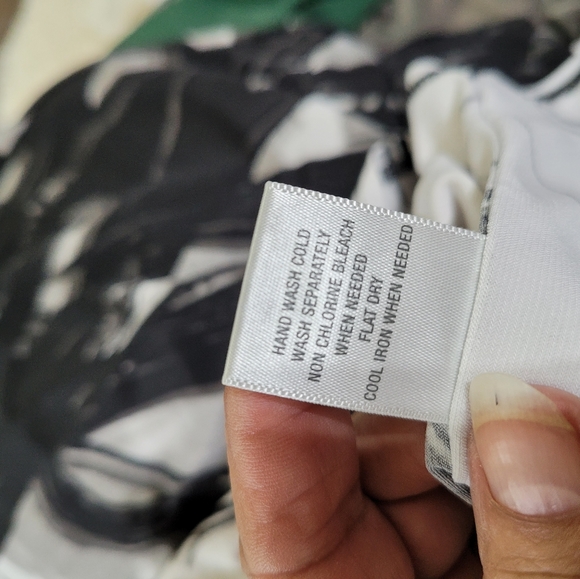 HAND WASH COLD
WASH SEPARATELY
NON CHLORINE BLEACH
WHEN NEEDED
FLAT DRY
COOL IRON WHEN NEEDED